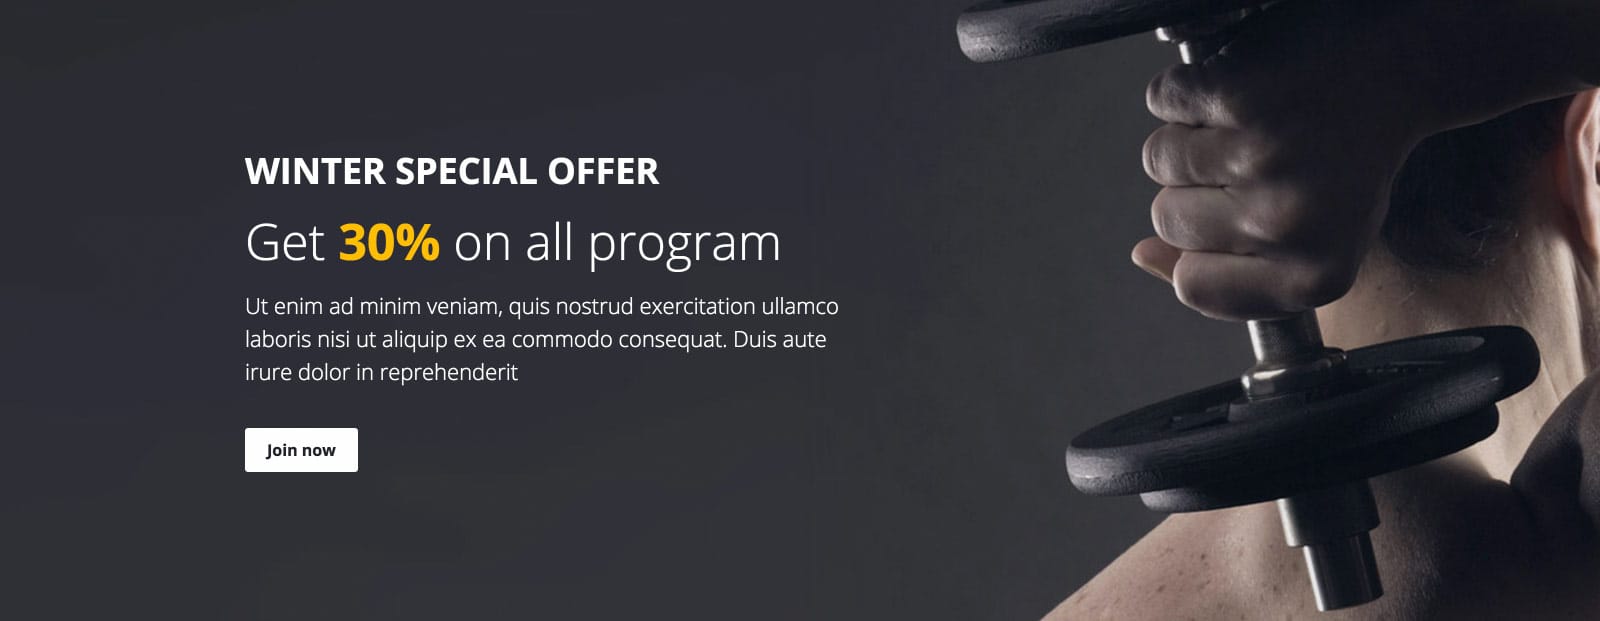 WINTER SPECIAL OFFER
Get 30% on all program
Ut enim ad minim veniam, quis nostrud exercitation ullamco
laboris nisi ut aliquip ex ea commodo consequat. Duis aute
irure dolor in reprehenderit
Join now